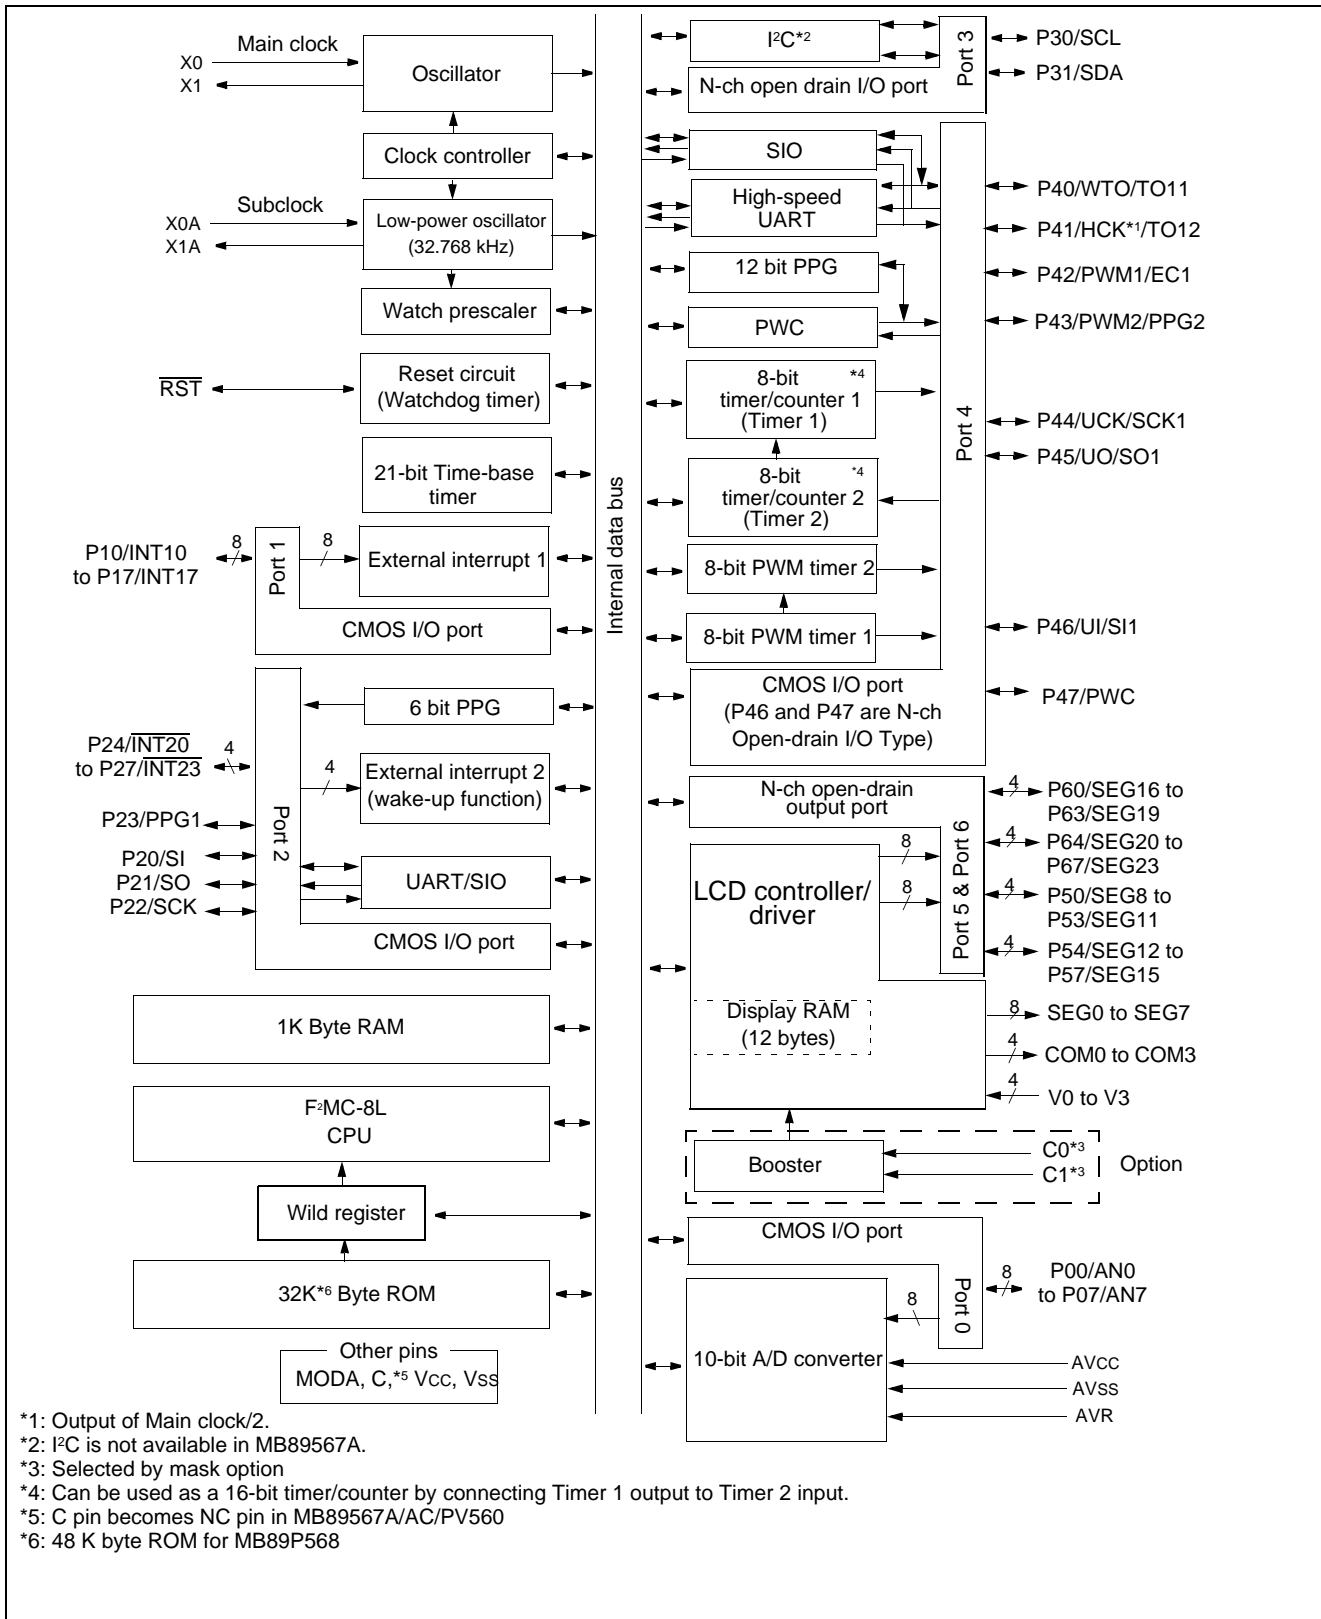 Main clock
X0
X1
Oscillator
Clock controller
Subclock
X0A
X1A
Low-power oscillator
(32.768 kHz)
Watch prescaler
RST
Reset circuit
(Watchdog timer)
21-bit Time-base
timer
P10/INT10
to P17/INT17
8
Port 1
8
External interrupt 1
CMOS I/O port
6 bit PPG
P24/INT20
to P27/INT23
4
4
External interrupt 2
(wake-up function)
Port 2
P23/PPG1
P20/SI
P21/SO
P22/SCK
UART/SIO
CMOS I/O port
1K Byte RAM
F²MC-8L
CPU
Wild register
32K*6 Byte ROM
Other pins
MODA, C,*5 VCC, VSS
Internal data bus
I²C*2
N-ch open drain I/O port
Port 3
P30/SCL
P31/SDA
SIO
High-speed
UART
12 bit PPG
PWC
8-bit *4
timer/counter 1
(Timer 1)
8-bit *4
timer/counter 2
(Timer 2)
8-bit PWM timer 2
8-bit PWM timer 1
CMOS I/O port
(P46 and P47 are N-ch
Open-drain I/O Type)
Port 4
P40/WTO/TO11
P41/HCK*1/TO12
P42/PWM1/EC1
P43/PWM2/PPG2
P44/UCK/SCK1
P45/UO/SO1
P46/UI/SI1
P47/PWC
N-ch open-drain
output port
LCD controller/
driver
8
8
Display RAM
(12 bytes)
Port 5 & Port 6
4
P60/SEG16 to
P63/SEG19
4
P64/SEG20 to
P67/SEG23
4
P50/SEG8 to
P53/SEG11
4
P54/SEG12 to
P57/SEG15
8
SEG0 to SEG7
4
COM0 to COM3
4
V0 to V3
Booster
C0*3
C1*3
Option
CMOS I/O port
Port 0
8
P00/AN0
to P07/AN7
8
10-bit A/D converter
AVCC
AVSS
AVR
*1: Output of Main clock/2.
*2: I²C is not available in MB89567A.
*3: Selected by mask option
*4: Can be used as a 16-bit timer/counter by connecting Timer 1 output to Timer 2 input.
*5: C pin becomes NC pin in MB89567A/AC/PV560
*6: 48 K byte ROM for MB89P568